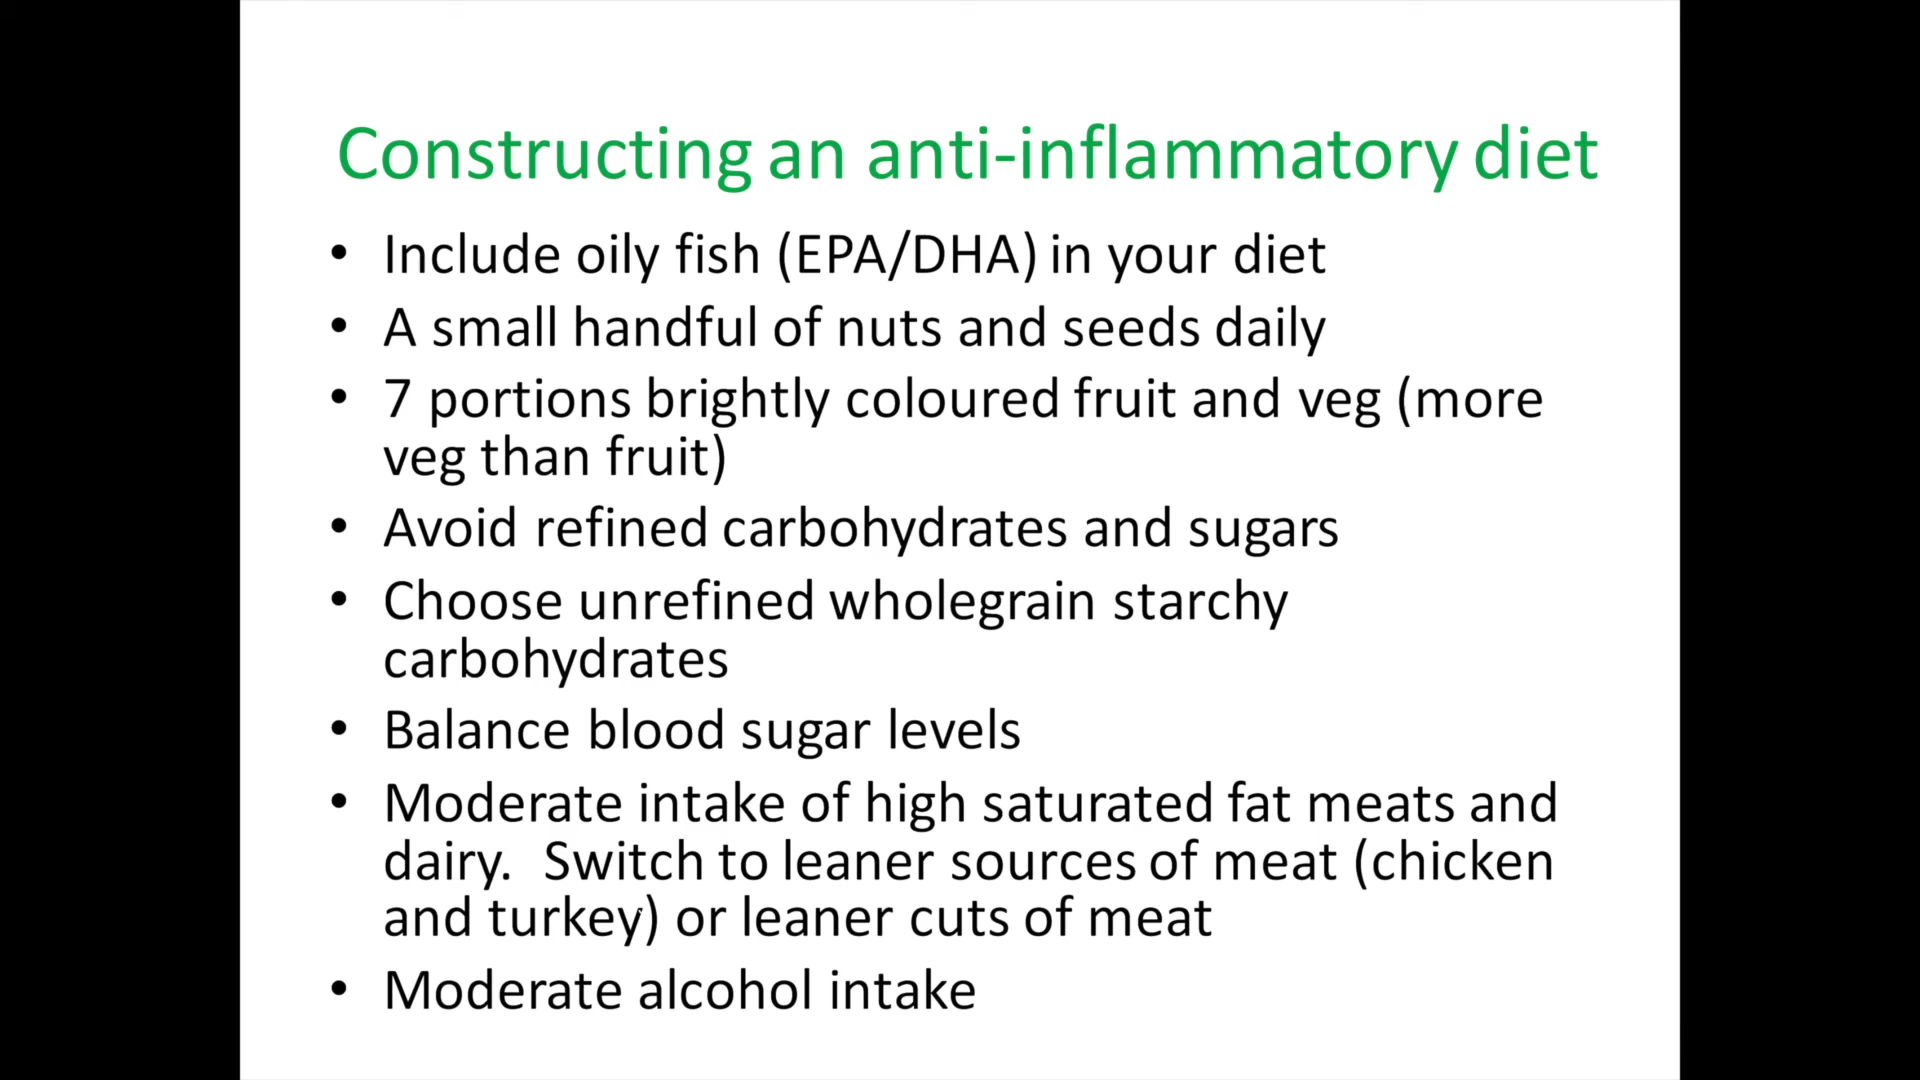 Constructing an anti-inflammatory diet
• Include oily fish (EPA/DHA) in your diet
• A small handful of nuts and seeds daily
• 7 portions brightly coloured fruit and veg (more
veg than fruit)
• Avoid refined carbohydrates and sugars
• Choose unrefined wholegrain starchy
carbohydrates
• Balance blood sugar levels
• Moderate intake of high saturated fat meats and
dairy.  Switch to leaner sources of meat (chicken
and turkey) or leaner cuts of meat
• Moderate alcohol intake